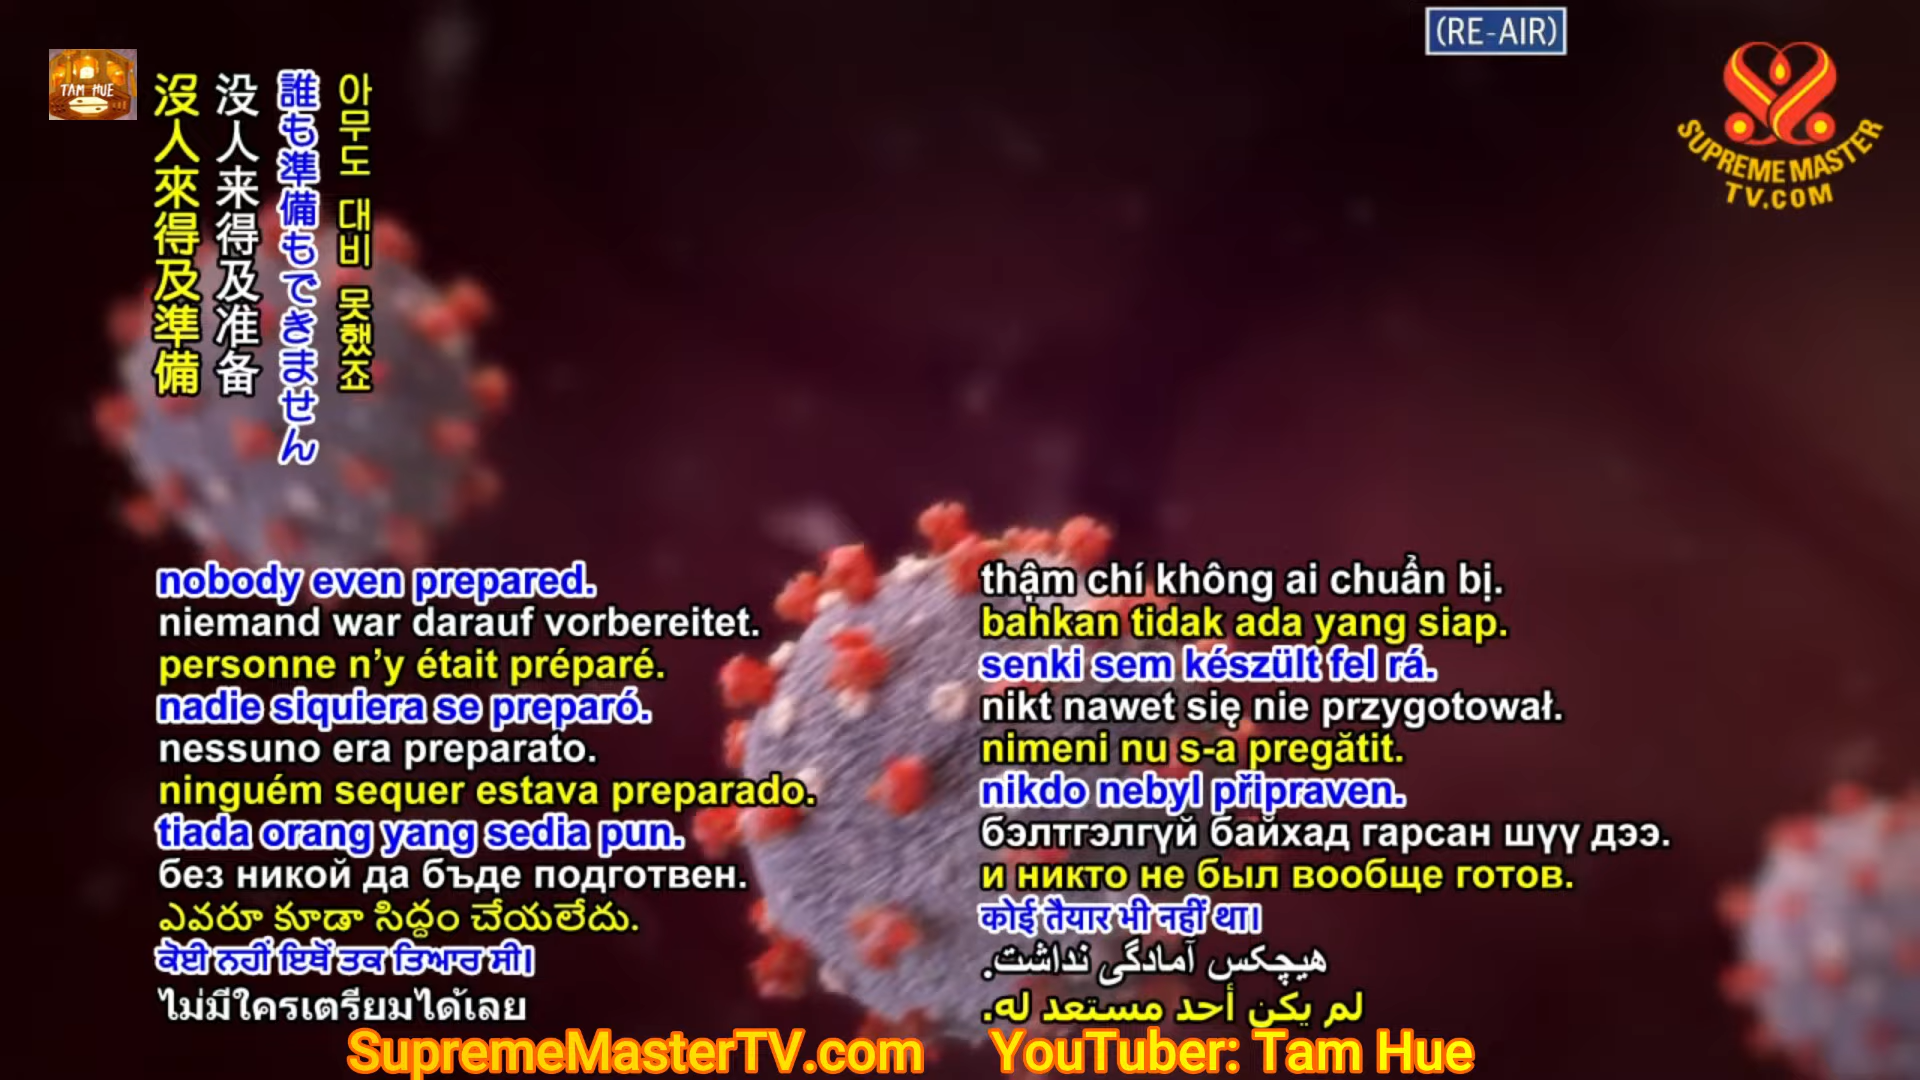 (RE-AIR)
TAM HUE
SUPREME MASTER
TV.COM
沒人來得及準備
没人来得及准备
誰も準備もできません
아무도 대비 못했죠
nobody even prepared.
niemand war darauf vorbereitet.
personne n’y était préparé.
nadie siquiera se preparó.
nessuno era preparato.
ninguém sequer estava preparado.
tiada orang yang sedia pun.
без никой да бъде подготвен.
ఎవరూ కూడా సిద్ధం చేయలేదు.
ਕੋਈ ਨਹੀਂ ਇਥੋਂ ਤਕ ਤਿਆਰ ਸੀ।
ไม่มีใครเตรียมได้เลย
thậm chí không ai chuẩn bị.
bahkan tidak ada yang siap.
senki sem készült fel rá.
nikt nawet się nie przygotował.
nimeni nu s-a pregătit.
nikdo nebyl připraven.
бэлтгэлгүй байхад гарсан шүү дээ.
и никто не был вообще готов.
कोई तैयार भी नहीं था।
هیچکس آمادگی نداشت.
لم يكن أحد مستعد له.
SupremeMasterTV.com
YouTuber: Tam Hue